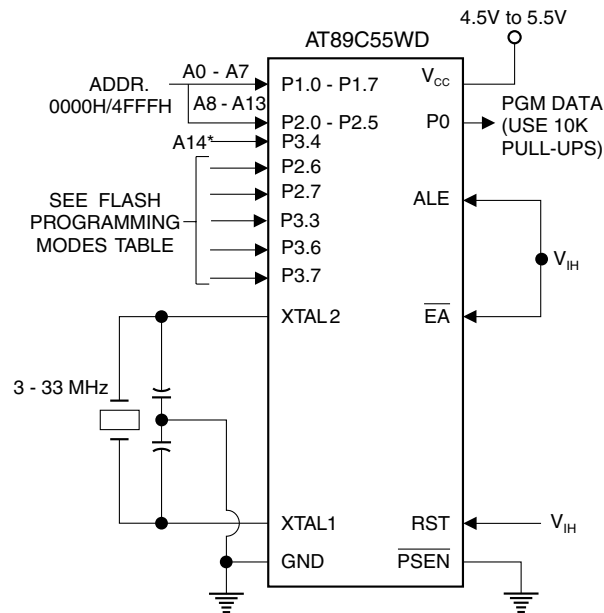 4.5V to 5.5V
AT89C55WD
ADDR.
0000H/4FFFH
A0 - A7
P1.0 - P1.7
VCC
A8 - A13
P2.0 - P2.5
P0
PGM DATA
(USE 10K
PULL-UPS)
A14*
P3.4
P2.6
SEE FLASH
PROGRAMMING
MODES TABLE
P2.7
ALE
P3.3
P3.6
VIH
P3.7
XTAL2
EA
3 - 33 MHz
XTAL1
RST
VIH
GND
PSEN